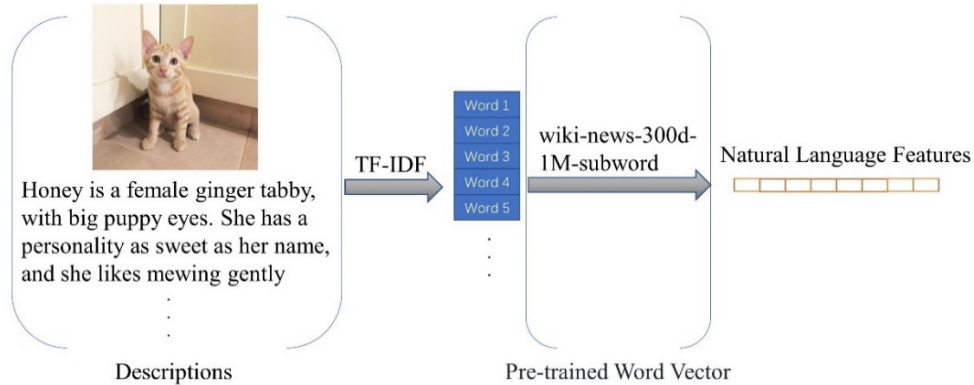 Honey is a female ginger tabby,
with big puppy eyes. She has a
personality as sweet as her name,
and she likes mewing gently
.
.
.
Descriptions
TF-IDF
Word 1
Word 2
Word 3
Word 4
Word 5
.
.
.
wiki-news-300d-
1M-subword
Pre-trained Word Vector
Natural Language Features